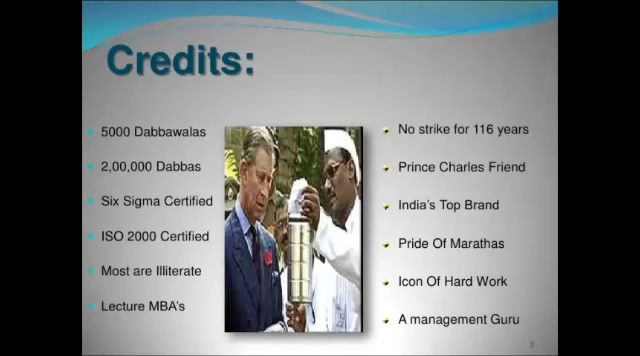 Credits:
5000 Dabbawalas
2,00,000 Dabbas
Six Sigma Certified
ISO 2000 Certified
Most are Illiterate
Lecture MBA's
No strike for 116 years
Prince Charles Friend
India's Top Brand
Pride Of Marathas
Icon Of Hard Work
A management Guru